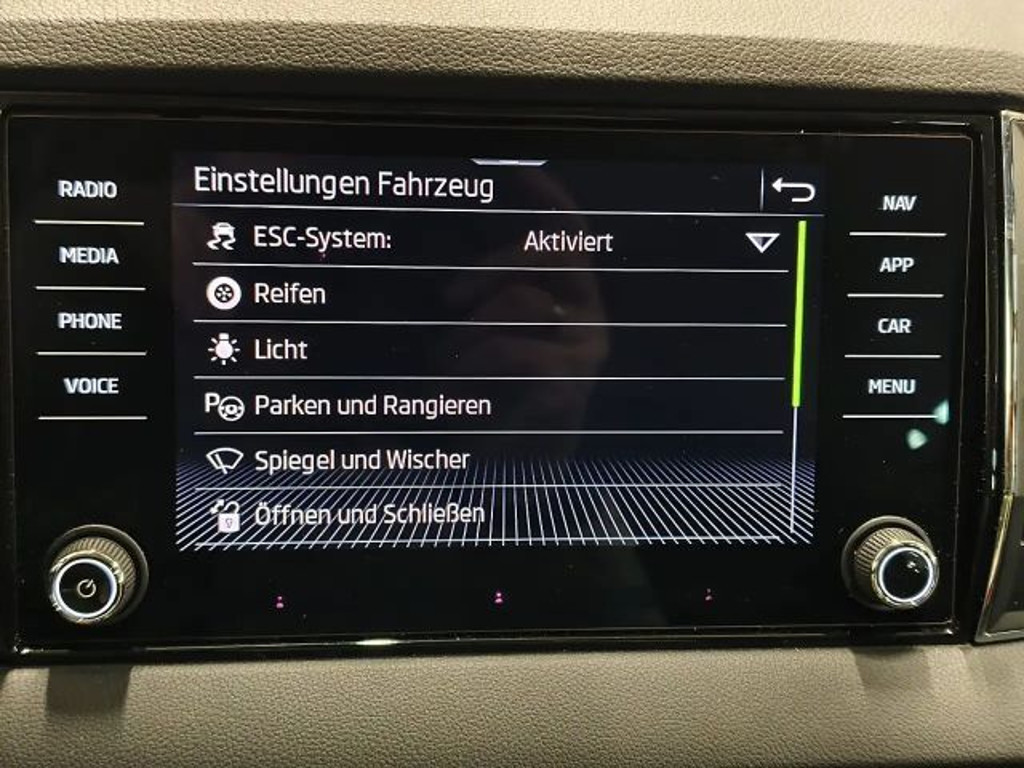 Einstellungen Fahrzeug
RADIO
MEDIA
PHONE
VOICE
ESC-System: Aktiviert
Reifen
Licht
Parken und Rangieren
Spiegel und Wischer
Öffnen und Schließen
NAV
APP
CAR
MENU